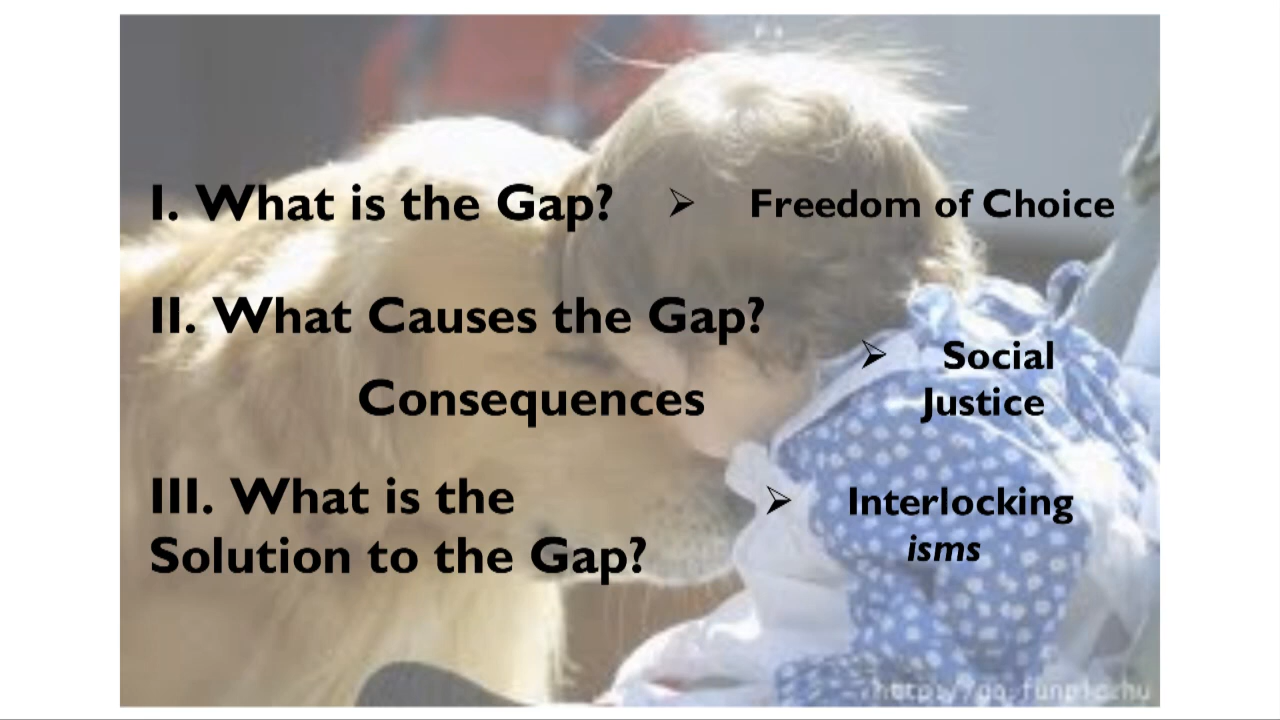 I. What is the Gap?
➢ Freedom of Choice
II. What Causes the Gap?
Consequences
➢ Social
Justice
III. What is the
Solution to the Gap?
➢ Interlocking
isms